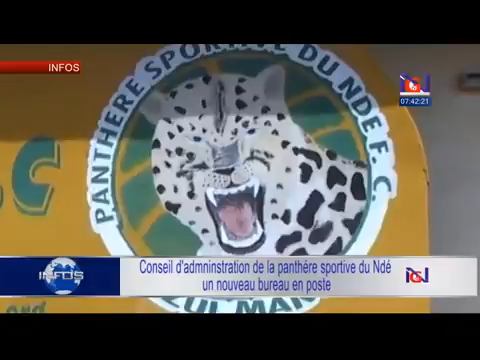 INFOS
07:42:21
PANTHERE SPORTIVE DU NDE F.C.
INFOS
Conseil d'admninstration de la panthère sportive du Ndé
un nouveau bureau en poste